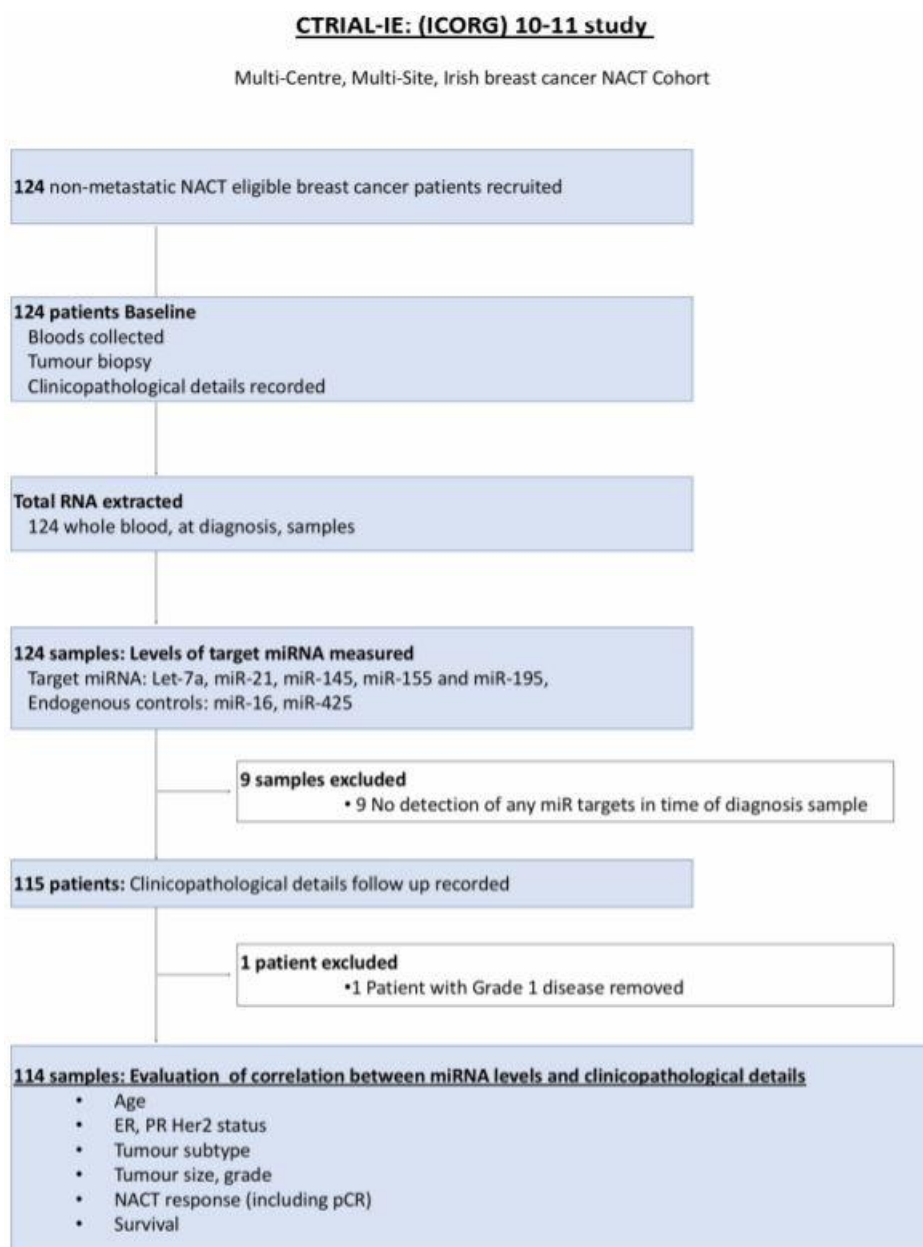 CTRIAL-IE: (ICORG) 10-11 study
Multi-Centre, Multi-Site, Irish breast cancer NACT Cohort
124 non-metastatic NACT eligible breast cancer patients recruited
124 patients Baseline
Bloods collected
Tumour biopsy
Clinicopathological details recorded
Total RNA extracted
124 whole blood, at diagnosis, samples
124 samples: Levels of target miRNA measured
Target miRNA: Let-7a, miR-21, miR-145, miR-155 and miR-195,
Endogenous controls: miR-16, miR-425
9 samples excluded
• 9 No detection of any miR targets in time of diagnosis sample
115 patients: Clinicopathological details follow up recorded
1 patient excluded
•1 Patient with Grade 1 disease removed
114 samples: Evaluation of correlation between miRNA levels and clinicopathological details
• Age
• ER, PR Her2 status
• Tumour subtype
• Tumour size, grade
• NACT response (including pCR)
• Survival